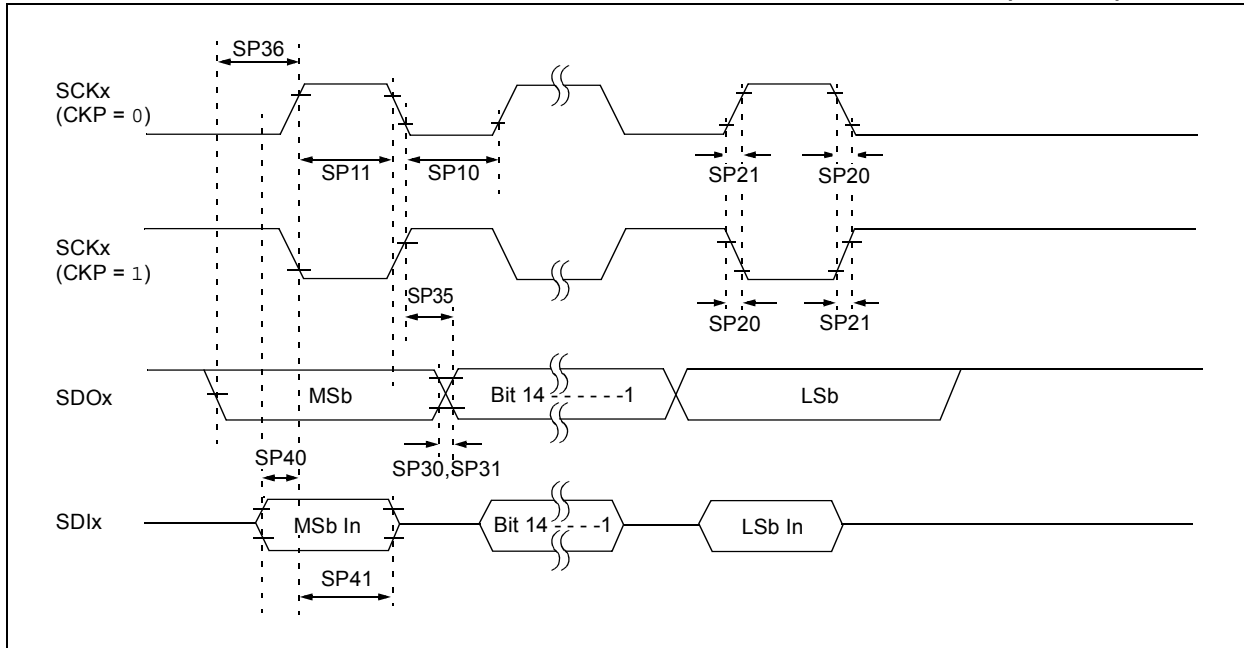 SP36
SCKx
(CKP = 0)
SP11
SP10
SP21
SP20
SCKx
(CKP = 1)
SP35
SP20
SP21
SDOx
MSb
Bit 14 - - - - - -1
LSb
SP40
SP30,SP31
SDIx
MSb In
Bit 14 - - - -1
LSb In
SP41